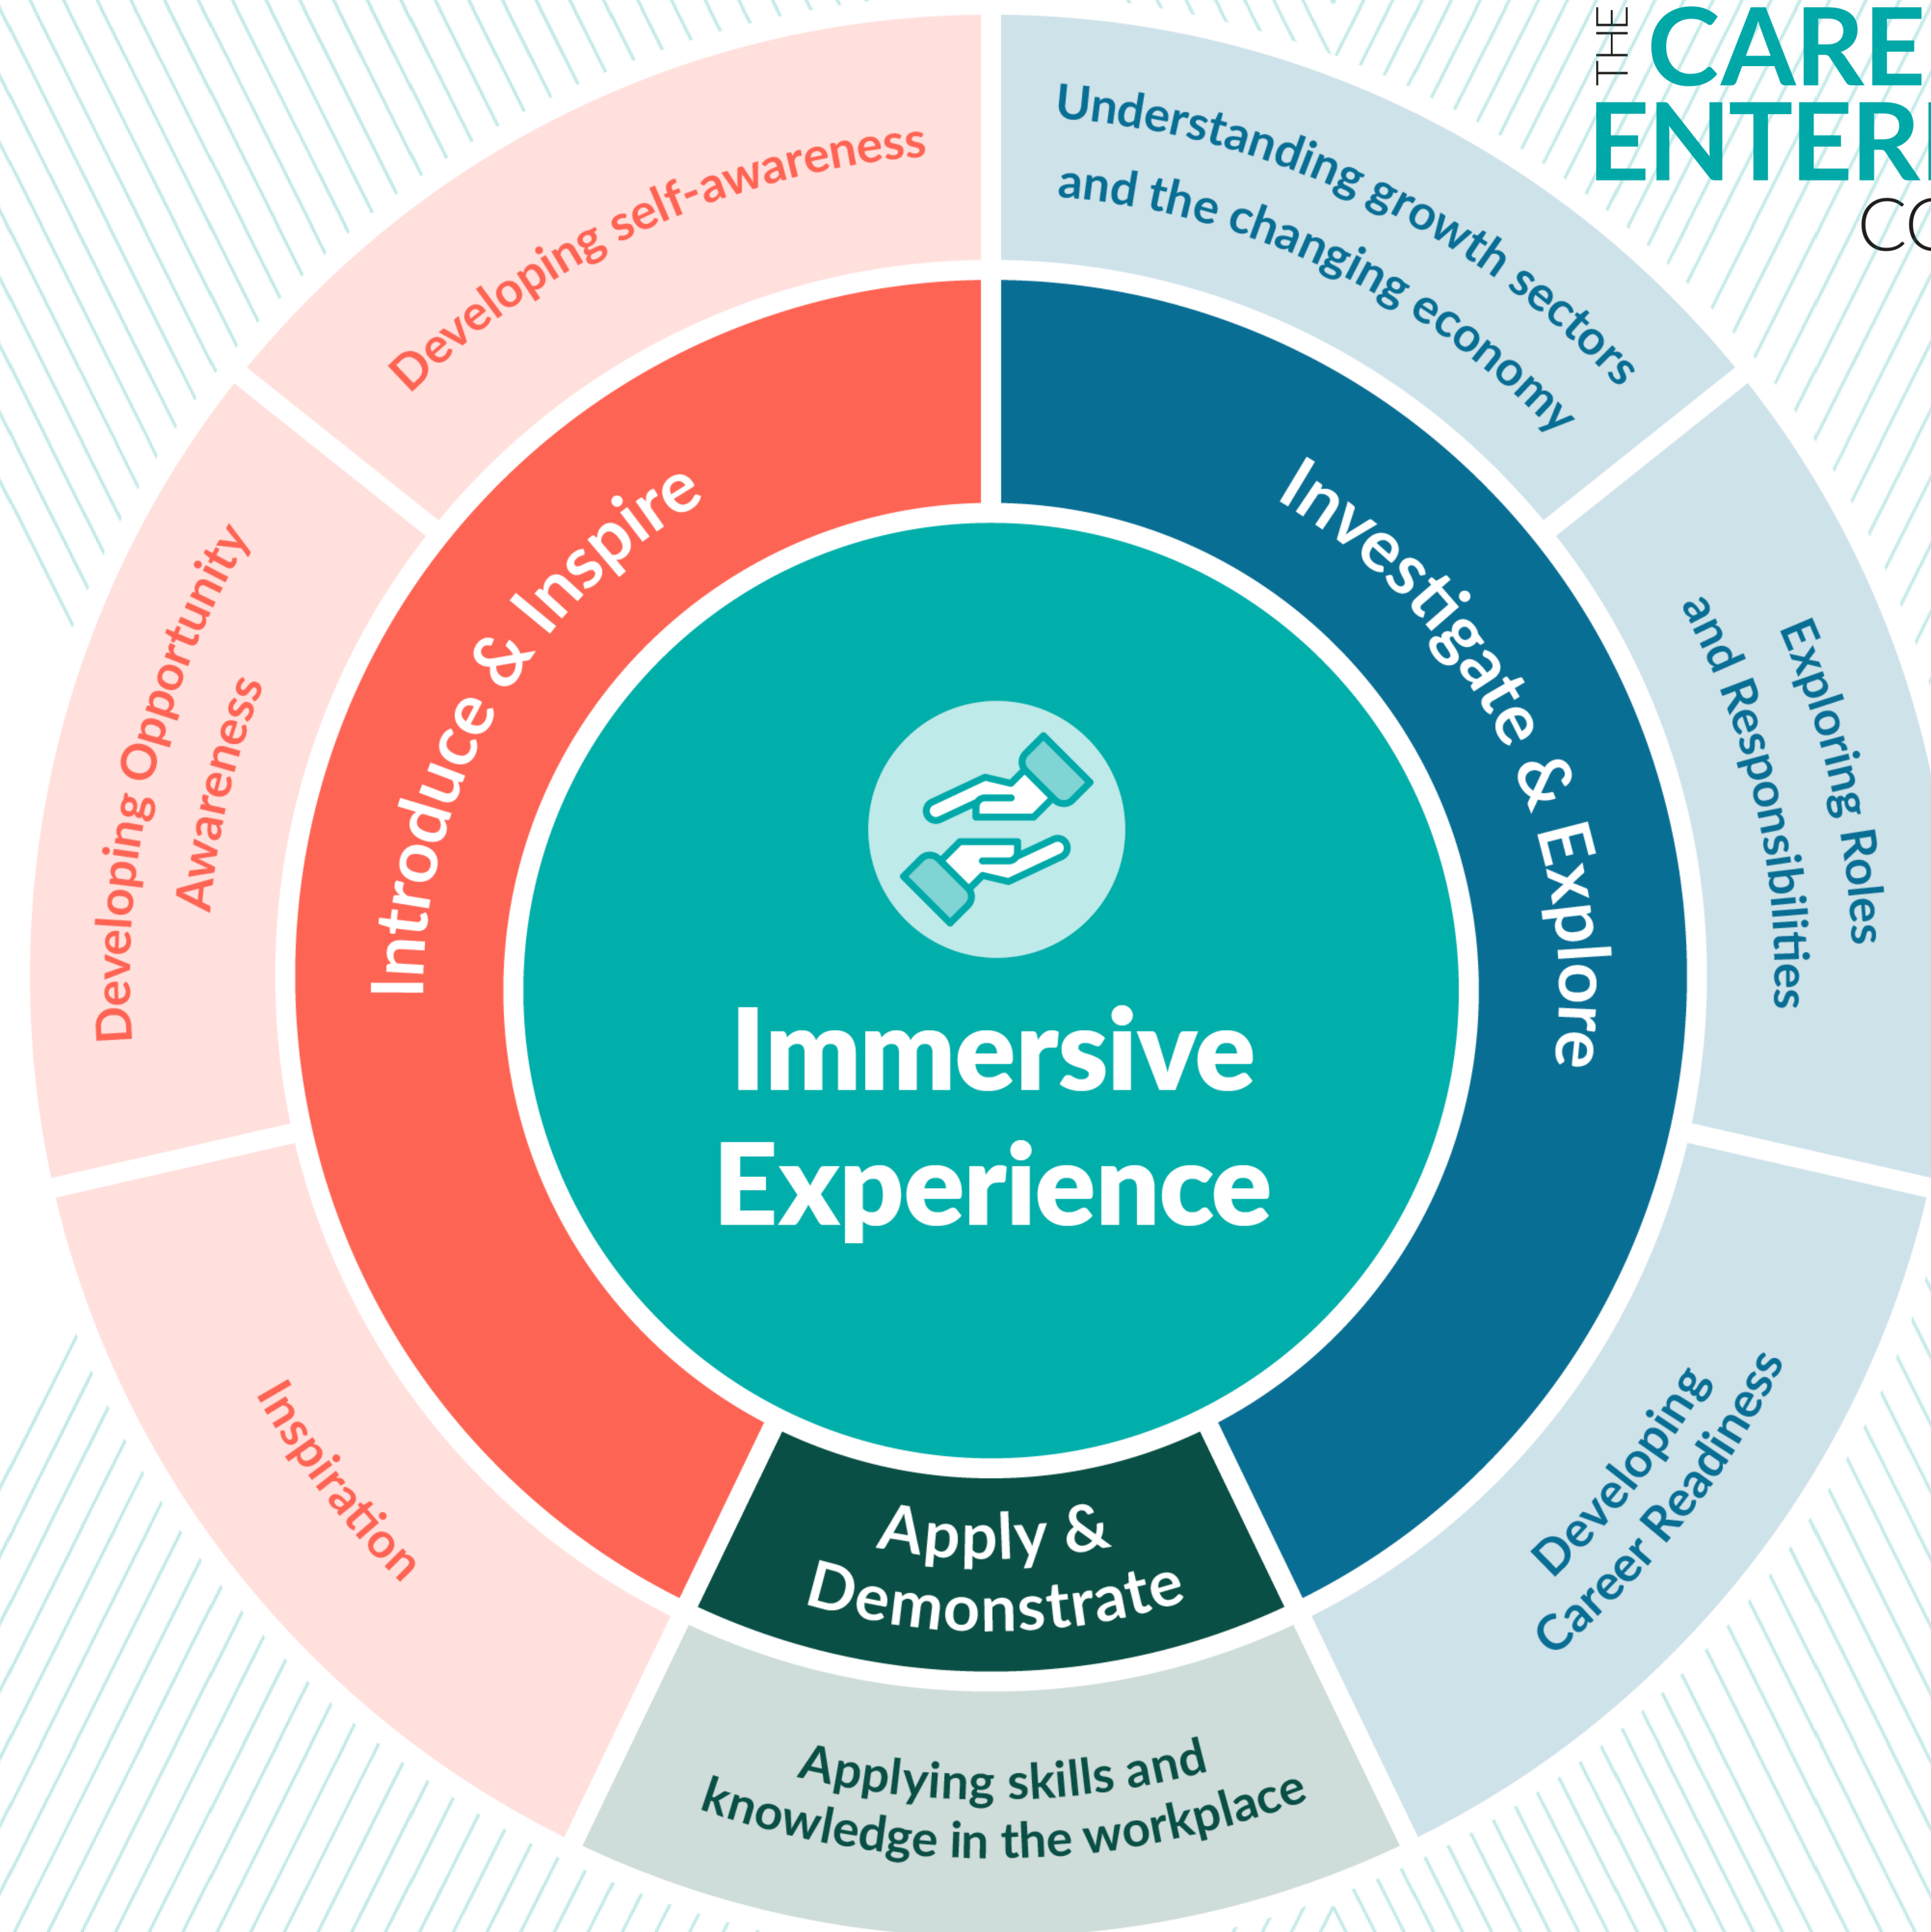 THE
CARE
ENTER
CO
Understanding growth sectors
and the changing economy
Exploring Roles
and Responsibilities
Developing
Career Readiness
Applying skills and
knowledge in the workplace
Inspiration
Developing Opportunity
Awareness
Developing self-awareness
Introduce & Inspire
Investigate & Explore
Apply &
Demonstrate
Immersive
Experience